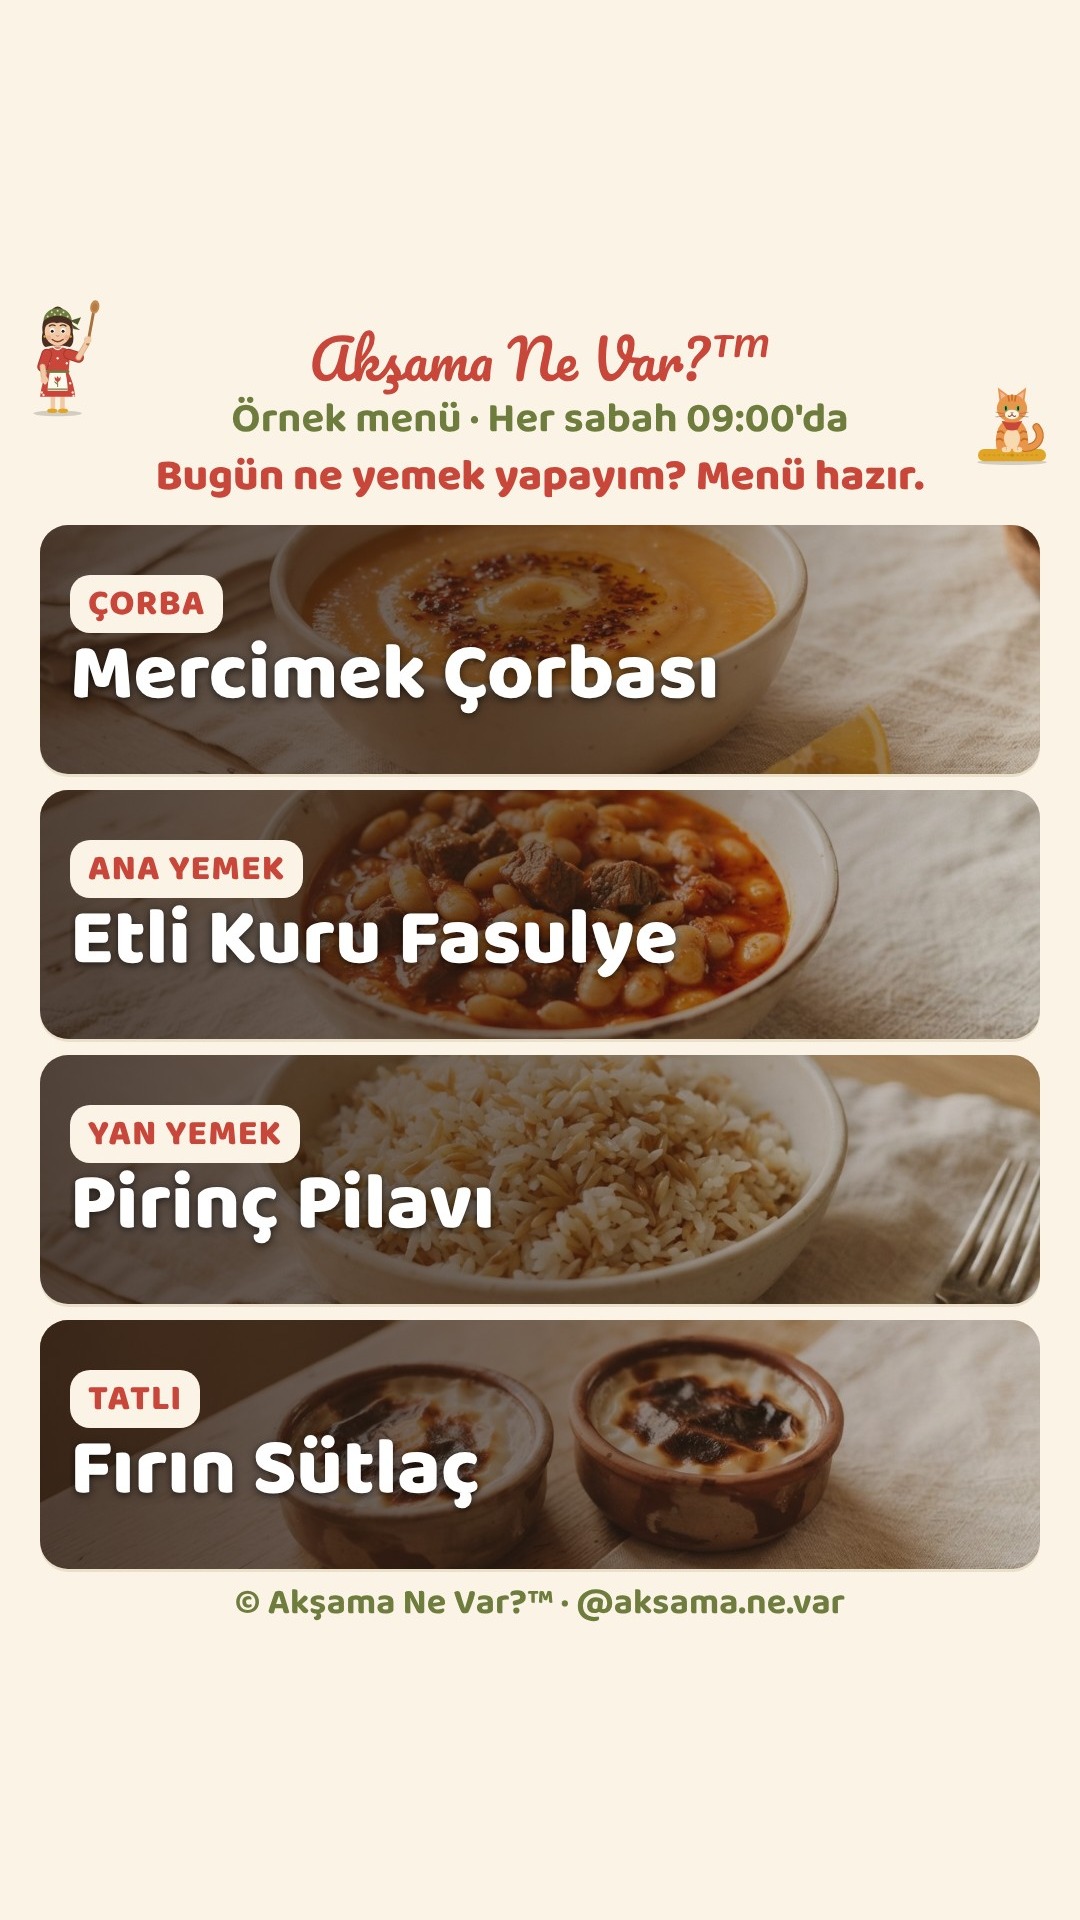 Akşama Ne Var?™
Örnek menü · Her sabah 09:00'da
Bugün ne yemek yapayım? Menü hazır.
ÇORBA
Mercimek Çorbası
ANA YEMEK
Etli Kuru Fasulye
YAN YEMEK
Pirinç Pilavı
TATLI
Fırın Sütlaç
© Akşama Ne Var?™ · @aksama.ne.var